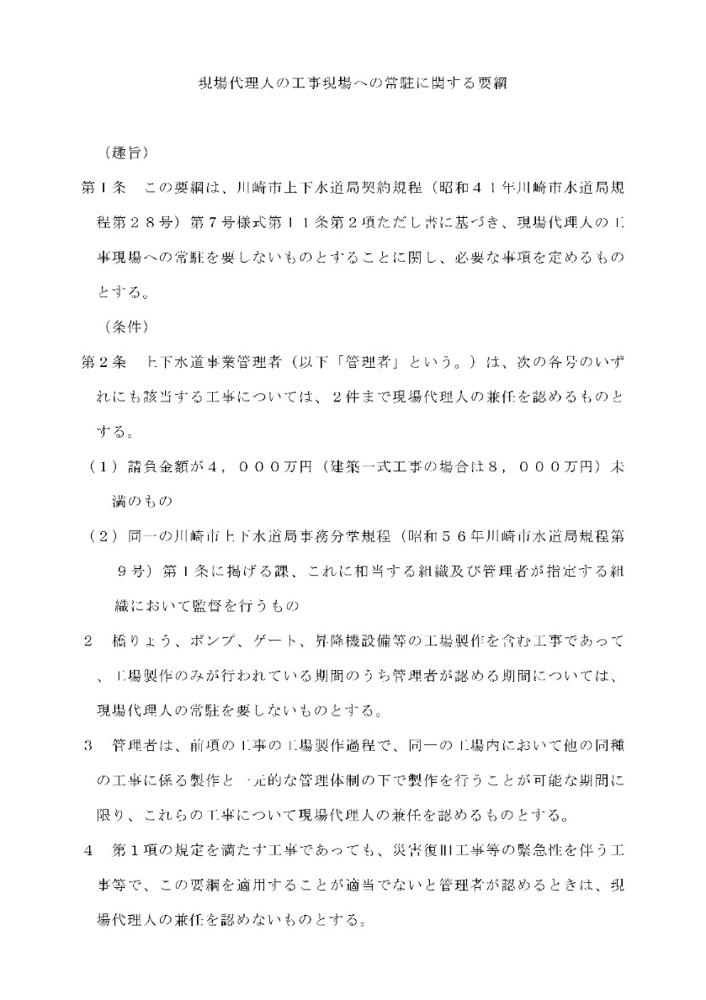 現場代理人の工事現場への常駐に関する要綱
（趣旨）
第１条　この要綱は、川崎市上下水道局契約規程（昭和４１年川崎市水道局規
程第２８号）第７号様式第１１条第２項ただし書に基づき、現場代理人の工
事現場への常駐を要しないものとすることに関し、必要な事項を定めるもの
とする。
（条件）
第２条　上下水道事業管理者（以下「管理者」という。）は、次の各号のいず
れにも該当する工事については、２件まで現場代理人の兼任を認めるものと
する。
（１）請負金額が４，０００万円（建築一式工事の場合は８，０００万円）未
満のもの
（２）同一の川崎市上下水道局事務分掌規程（昭和５６年川崎市水道局規程第
９号）第１条に掲げる課、これに相当する組織及び管理者が指定する組
織において監督を行うもの
２　橋りょう、ポンプ、ゲート、昇降機設備等の工場製作を含む工事であって
、工場製作のみが行われている期間のうち管理者が認める期間については、
現場代理人の常駐を要しないものとする。
３　管理者は、前項の工事の工場製作過程で、同一の工場内において他の同種
の工事に係る製作と一元的な管理体制の下で製作を行うことが可能な期間に
限り、これらの工事について現場代理人の兼任を認めるものとする。
４　第１項の規定を満たす工事であっても、災害復旧工事等の緊急性を伴う工
事等で、この要綱を適用することが適当でないと管理者が認めるときは、現
場代理人の兼任を認めないものとする。